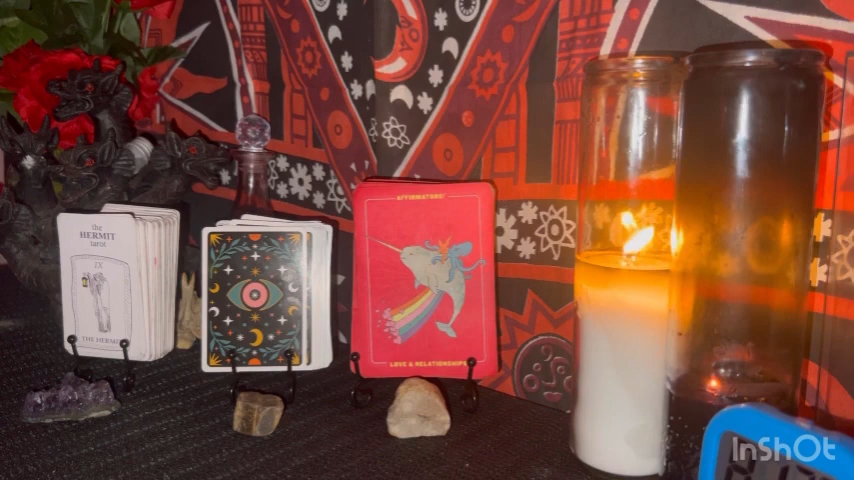 the
HERMIT
tarot
IX
THE HERMIT
AFFIRMATORS!
LOVE & RELATIONSHIPS
InShOt